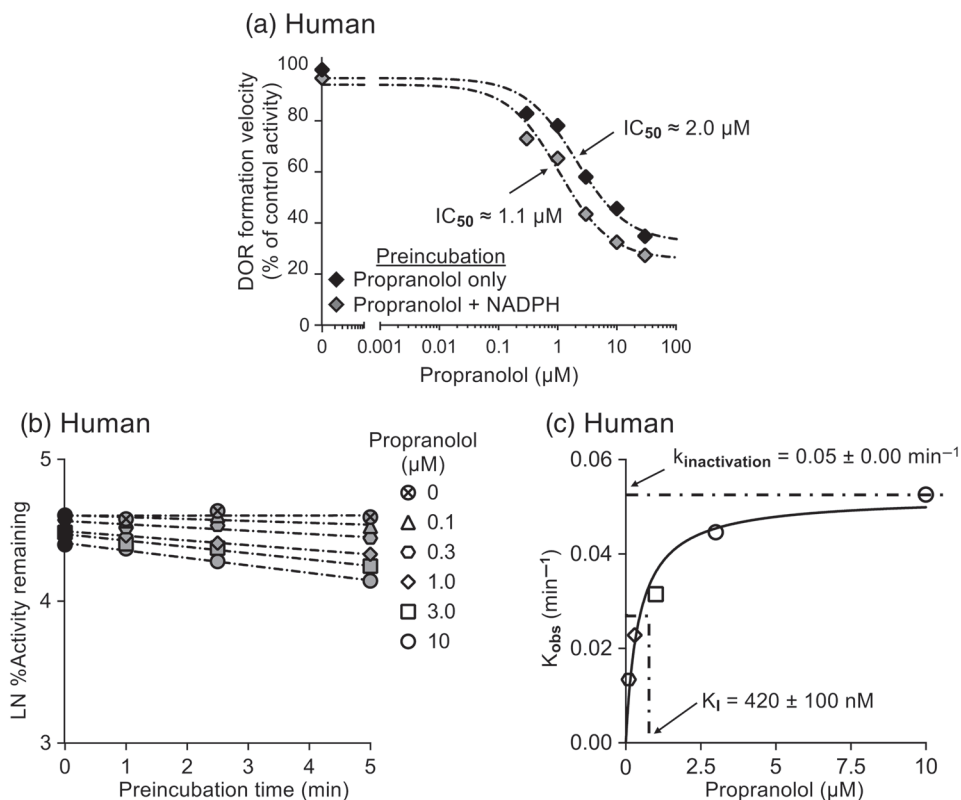 (a) Human
DOR formation velocity
(% of control activity)
100
80
60
40
20
0
IC50 ≈ 2.0 µM
IC50 ≈ 1.1 µM
Preincubation
Propranolol only
Propranolol + NADPH
0 0.001 0.01 0.1 1 10 100
Propranolol (µM)
(b) Human
LN %Activity remaining
5
4
3
0 1 2 3 4 5
Preincubation time (min)
Propranolol
(µM)
0
0.1
0.3
1.0
3.0
10
(c) Human
Kobs (min−1)
0.06
0.04
0.02
0.00
kinactivation = 0.05 ± 0.00 min−1
KI = 420 ± 100 nM
0 2.5 5 7.5 10
Propranolol (µM)